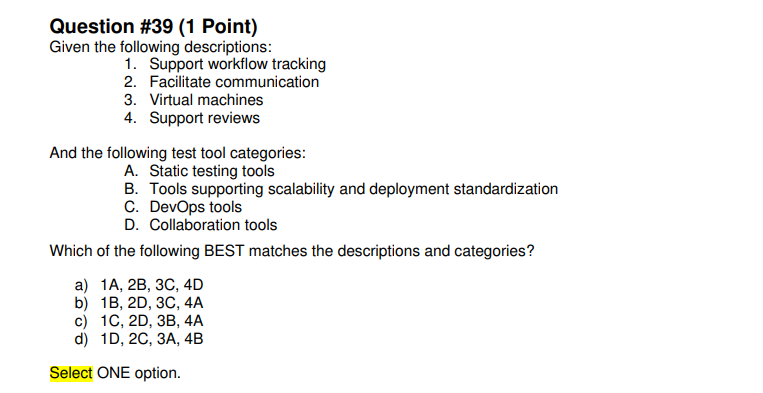 Question #39 (1 Point)
Given the following descriptions:
1. Support workflow tracking
2. Facilitate communication
3. Virtual machines
4. Support reviews
And the following test tool categories:
A. Static testing tools
B. Tools supporting scalability and deployment standardization
C. DevOps tools
D. Collaboration tools
Which of the following BEST matches the descriptions and categories?
a) 1A, 2B, 3C, 4D
b) 1B, 2D, 3C, 4A
c) 1C, 2D, 3B, 4A
d) 1D, 2C, 3A, 4B
Select ONE option.